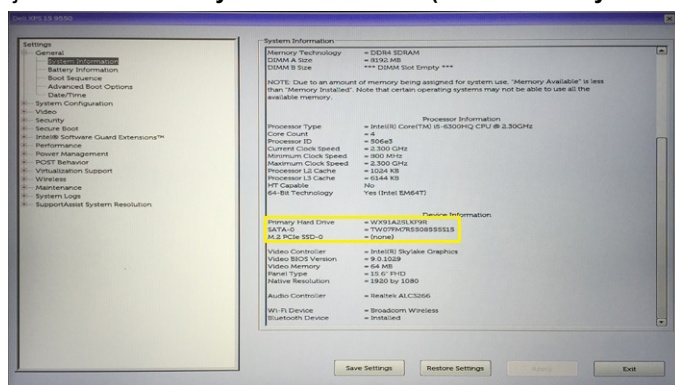 Dell XPS 15 9550
Settings
General
System Information
Battery Information
Boot Sequence
Advanced Boot Options
Date/Time
System Configuration
Video
Security
Secure Boot
Intel® Software Guard Extensions™
Performance
Power Management
POST Behavior
Virtualization Support
Wireless
Maintenance
System Logs
SupportAssist System Resolution
System Information
Memory Technology = DDR4 SDRAM
DIMM A Size = 8192 MB
DIMM B Size *** DIMM Slot Empty ***
NOTE: Due to an amount of memory being assigned for system use, "Memory Available" is less
than "Memory Installed". Note that certain operating systems may not be able to use all the
available memory.
Processor Information
Processor Type = Intel(R) Core(TM) i5-6300HQ CPU @ 2.30GHz
Core Count = 4
Processor ID = 506e3
Current Clock Speed = 2.300 GHz
Minimum Clock Speed = 800 MHz
Maximum Clock Speed = 2.300 GHz
Processor L2 Cache = 1024 KB
Processor L3 Cache = 6144 KB
HT Capable No
64-Bit Technology Yes (Intel EM64T)
Device Information
Primary Hard Drive
SATA-0
M.2 PCIe SSD-0 = (none)
Video Controller = Intel(R) Skylake Graphics
Video BIOS Version = 9.0.1029
Video Memory = 64 MB
Panel Type = 15.6" FHD
Native Resolution = 1920 by 1080
Audio Controller = Realtek ALC3266
Wi-Fi Device = Broadcom Wireless
Bluetooth Device = Installed
Save Settings Restore Settings Apply Exit